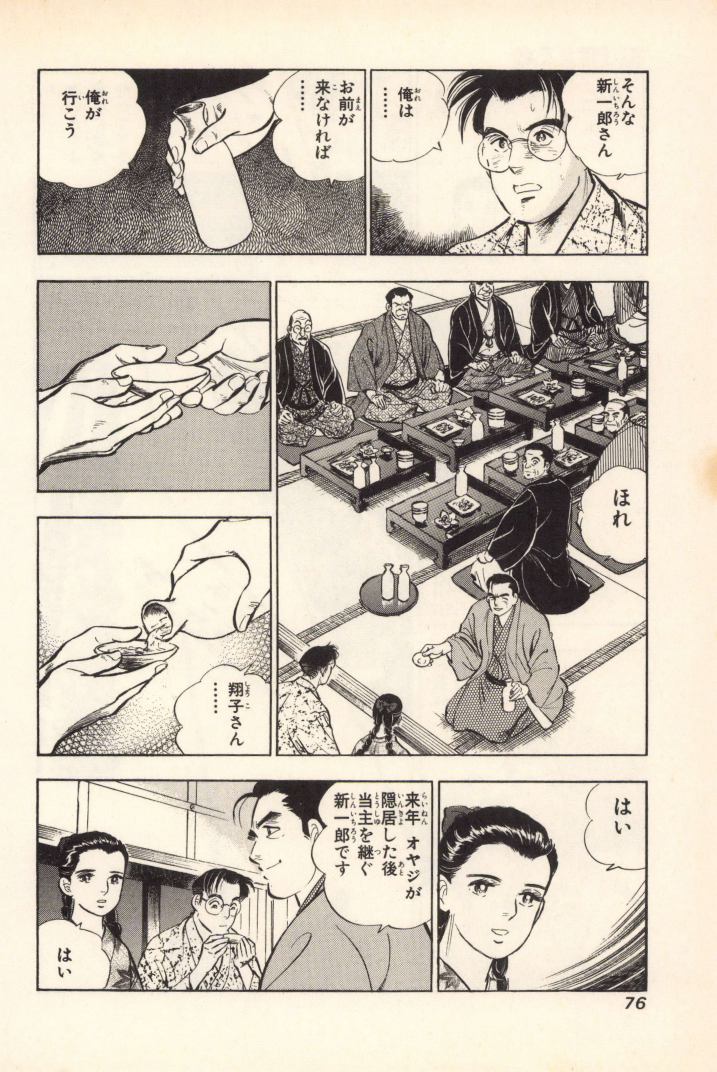 そんな
新一郎さん
俺は
……
お前が
来なければ
……
俺が
行こう
ほれ
翔子さん
……
はい
来年 オヤジが
隠居した後
当主を継ぐ
新一郎です
はい
76